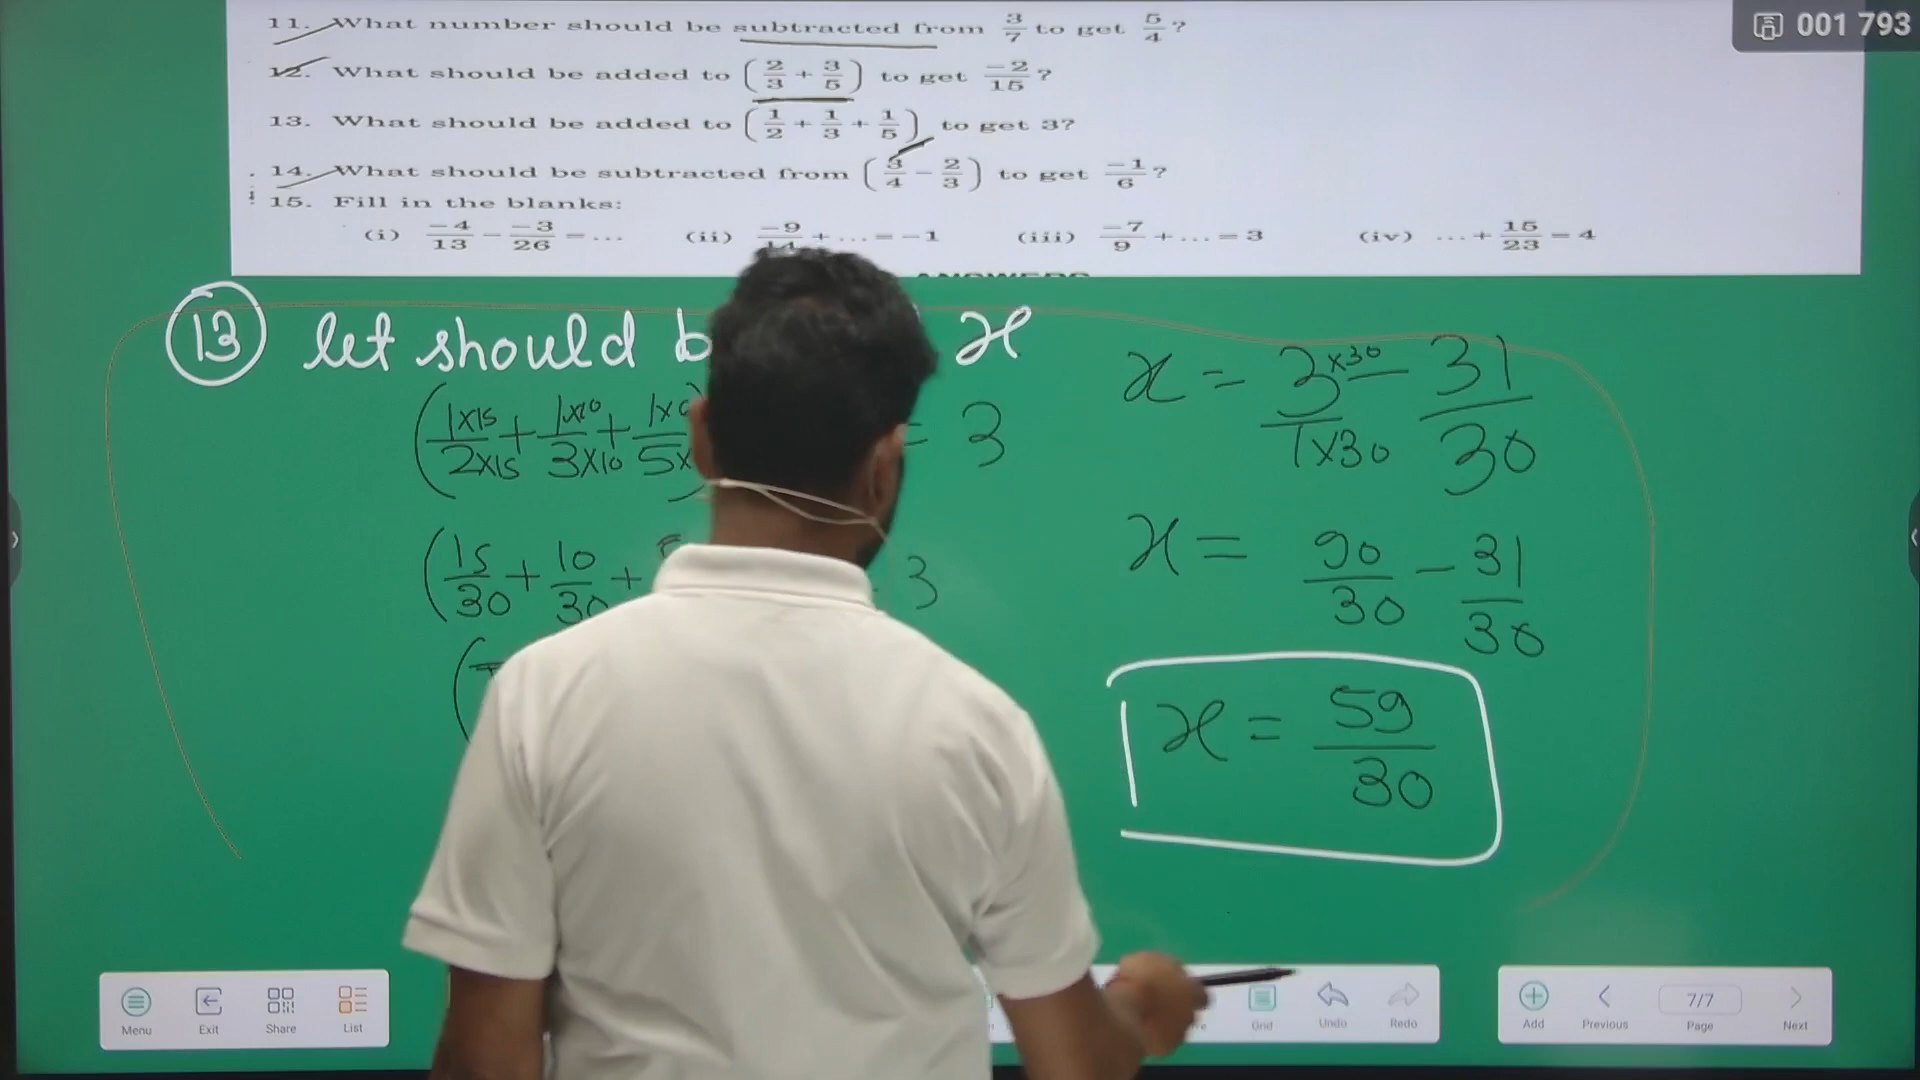 001 793
11. What number should be subtracted from 3/7 to get 5/4?
12. What should be added to (2/3 + 3/5) to get -2/15?
13. What should be added to (1/2 + 1/3 + 1/5) to get 3?
14. What should be subtracted from (3/4 - 2/3) to get -1/6?
15. Fill in the blanks:
(i) -4/13 - -3/26 = ... (ii) -9/14 + ... = -1 (iii) -7/9 + ... = 3 (iv) ... + 15/23 = 4
ANSWERS
13 let should x
(1×15/2×15 + 1×10/3×10 + = 3
(15/30 + 10/30 + 3
x = 3×30/1×30 - 31/30
x = 90/30 - 31/30
x = 59/30
Menu Exit Share List Grid Undo Redo Add Previous 7/7 Page Next